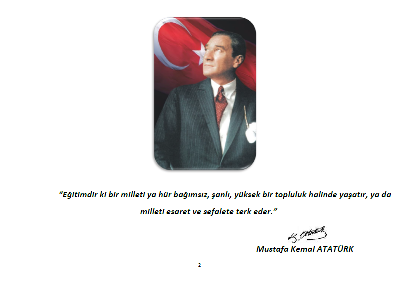 "Eğitimdir ki bir milleti ya hür bağımsız, şanlı, yüksek bir topluluk halinde yaşatır, ya da
milleti esaret ve sefalete terk eder."
Mustafa Kemal ATATÜRK
2